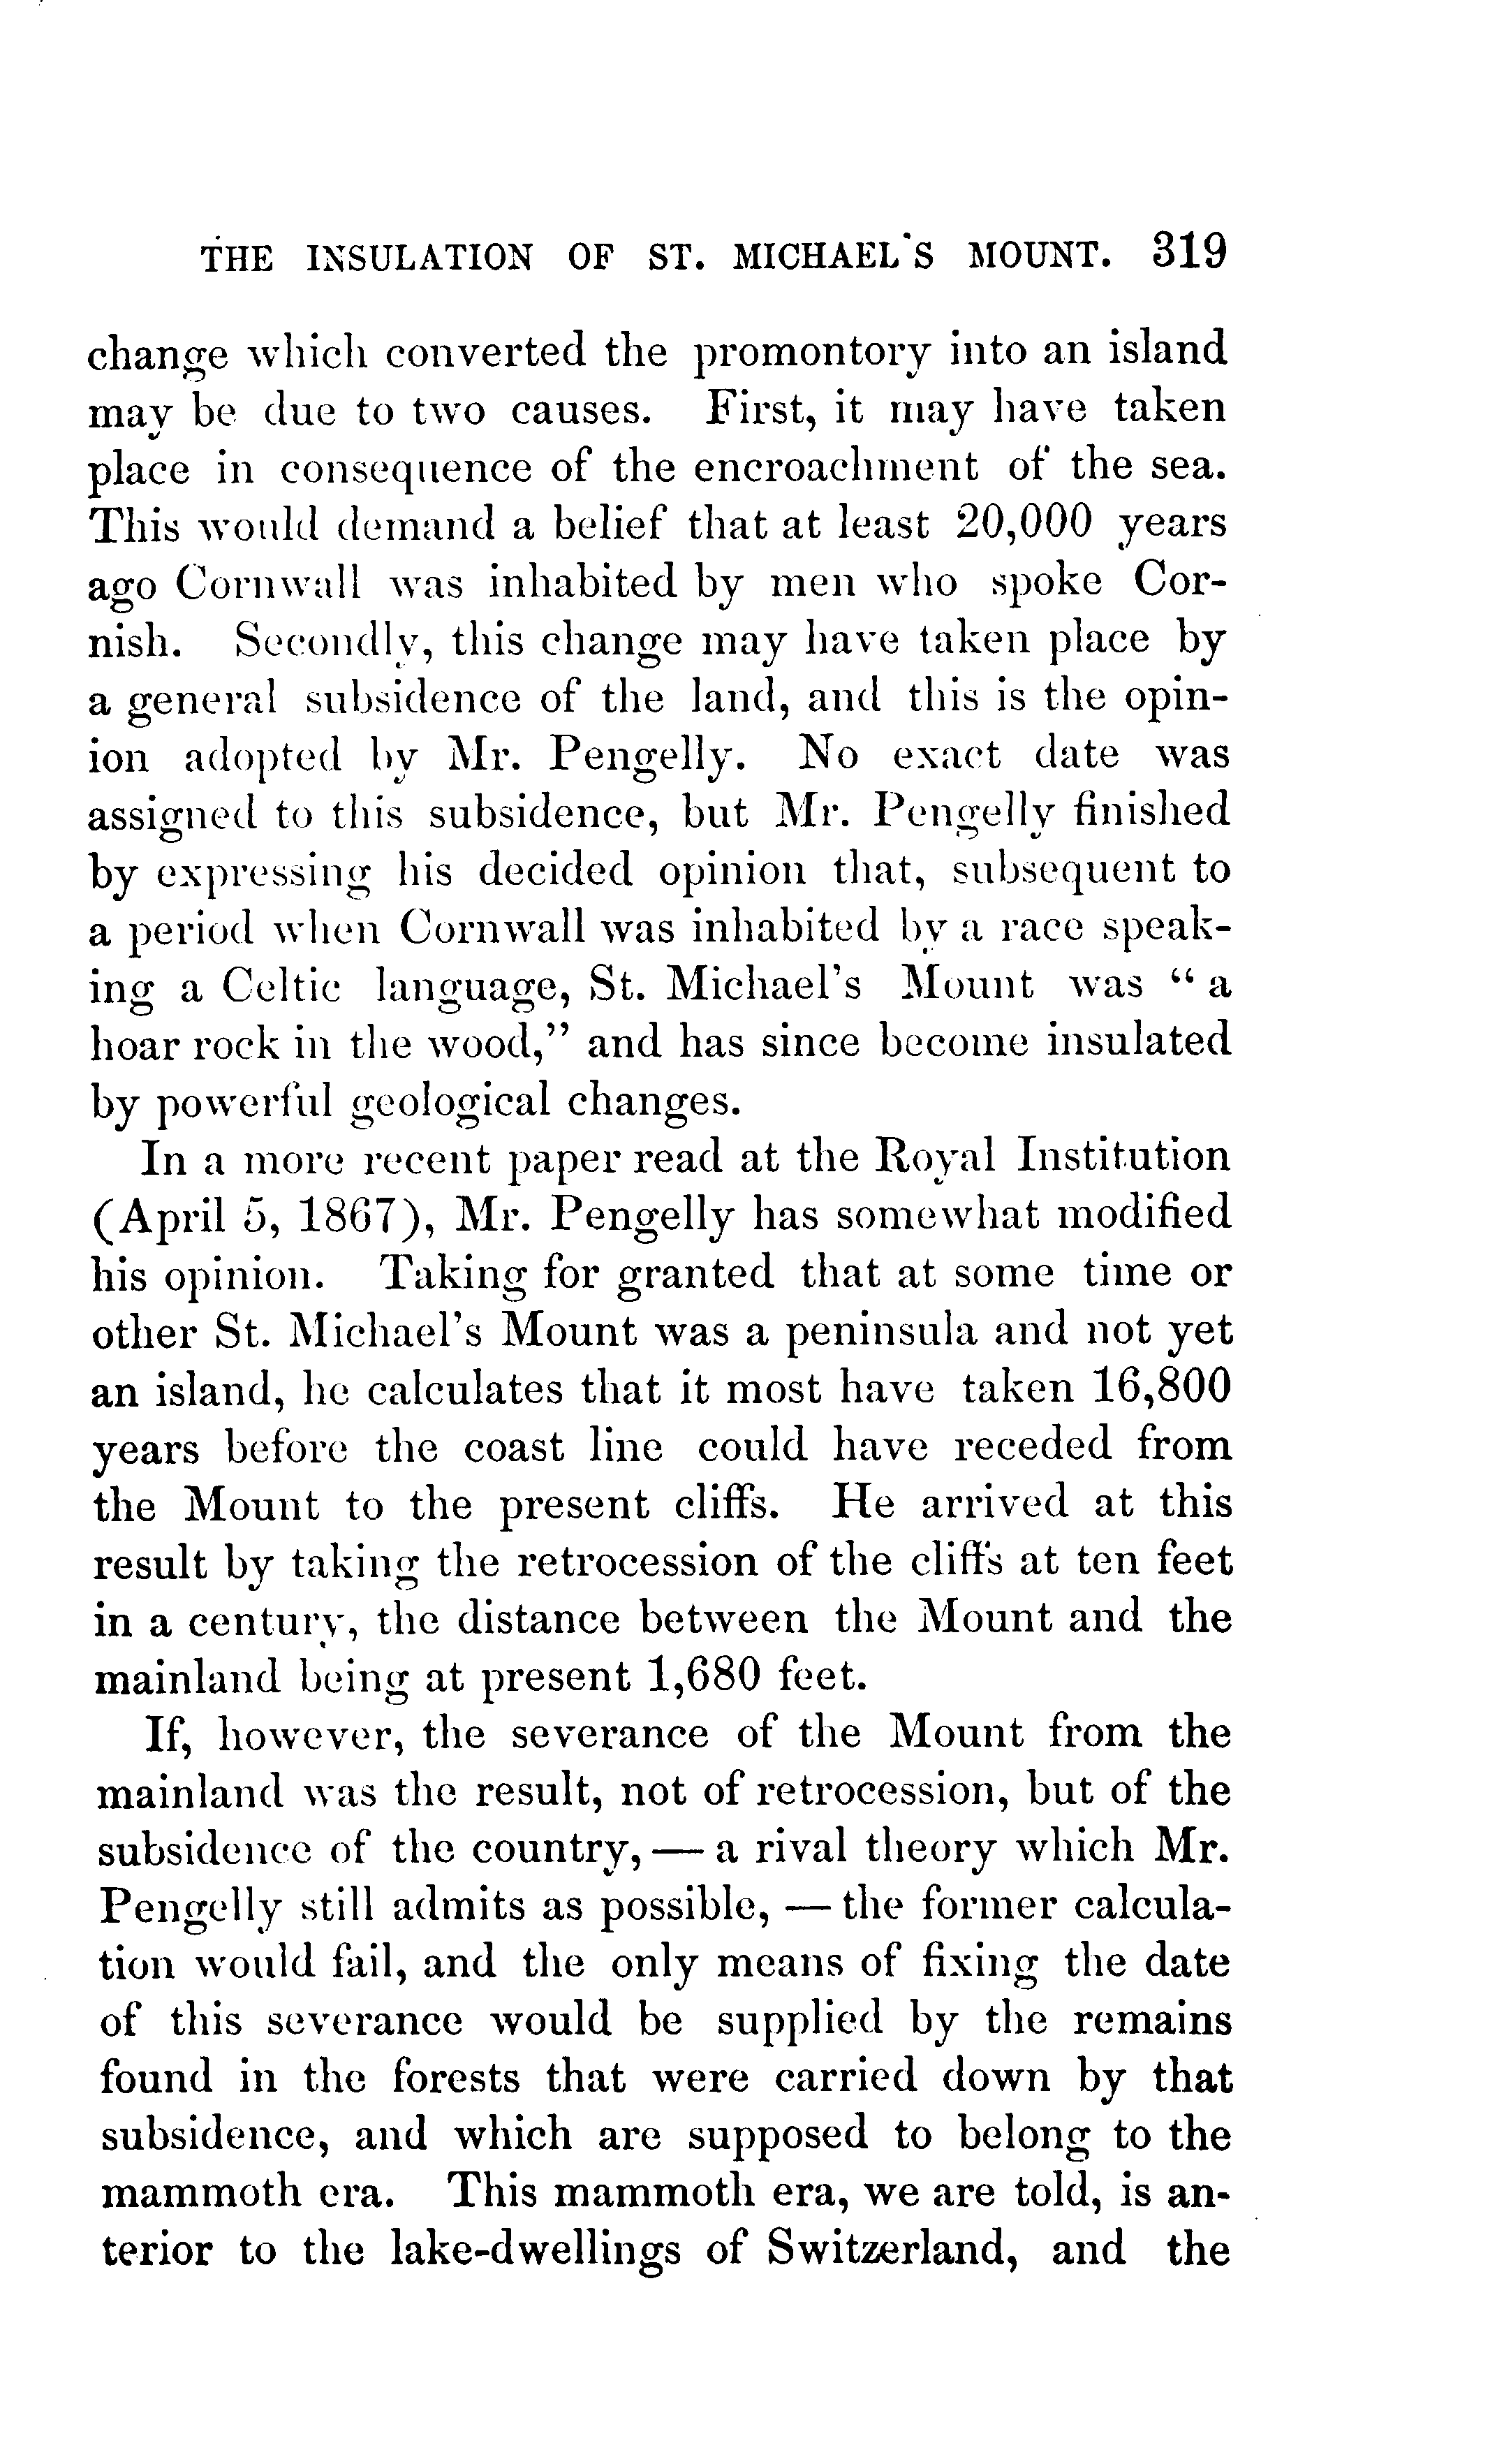 THE INSULATION OF ST. MICHAEL'S MOUNT. 319
change which converted the promontory into an island
may be due to two causes. First, it may have taken
place in consequence of the encroachment of the sea.
This would demand a belief that at least 20,000 years
ago Cornwall was inhabited by men who spoke Cor-
nish. Secondly, this change may have taken place by
a general subsidence of the land, and this is the opin-
ion adopted by Mr. Pengelly. No exact date was
assigned to this subsidence, but Mr. Pengelly finished
by expressing his decided opinion that, subsequent to
a period when Cornwall was inhabited by a race speak-
ing a Celtic language, St. Michael's Mount was "a
hoar rock in the wood," and has since become insulated
by powerful geological changes.
In a more recent paper read at the Royal Institution
(April 5, 1867), Mr. Pengelly has somewhat modified
his opinion. Taking for granted that at some time or
other St. Michael's Mount was a peninsula and not yet
an island, he calculates that it most have taken 16,800
years before the coast line could have receded from
the Mount to the present cliffs. He arrived at this
result by taking the retrocession of the cliffs at ten feet
in a century, the distance between the Mount and the
mainland being at present 1,680 feet.
If, however, the severance of the Mount from the
mainland was the result, not of retrocession, but of the
subsidence of the country, — a rival theory which Mr.
Pengelly still admits as possible, — the former calcula-
tion would fail, and the only means of fixing the date
of this severance would be supplied by the remains
found in the forests that were carried down by that
subsidence, and which are supposed to belong to the
mammoth era. This mammoth era, we are told, is an-
terior to the lake-dwellings of Switzerland, and the